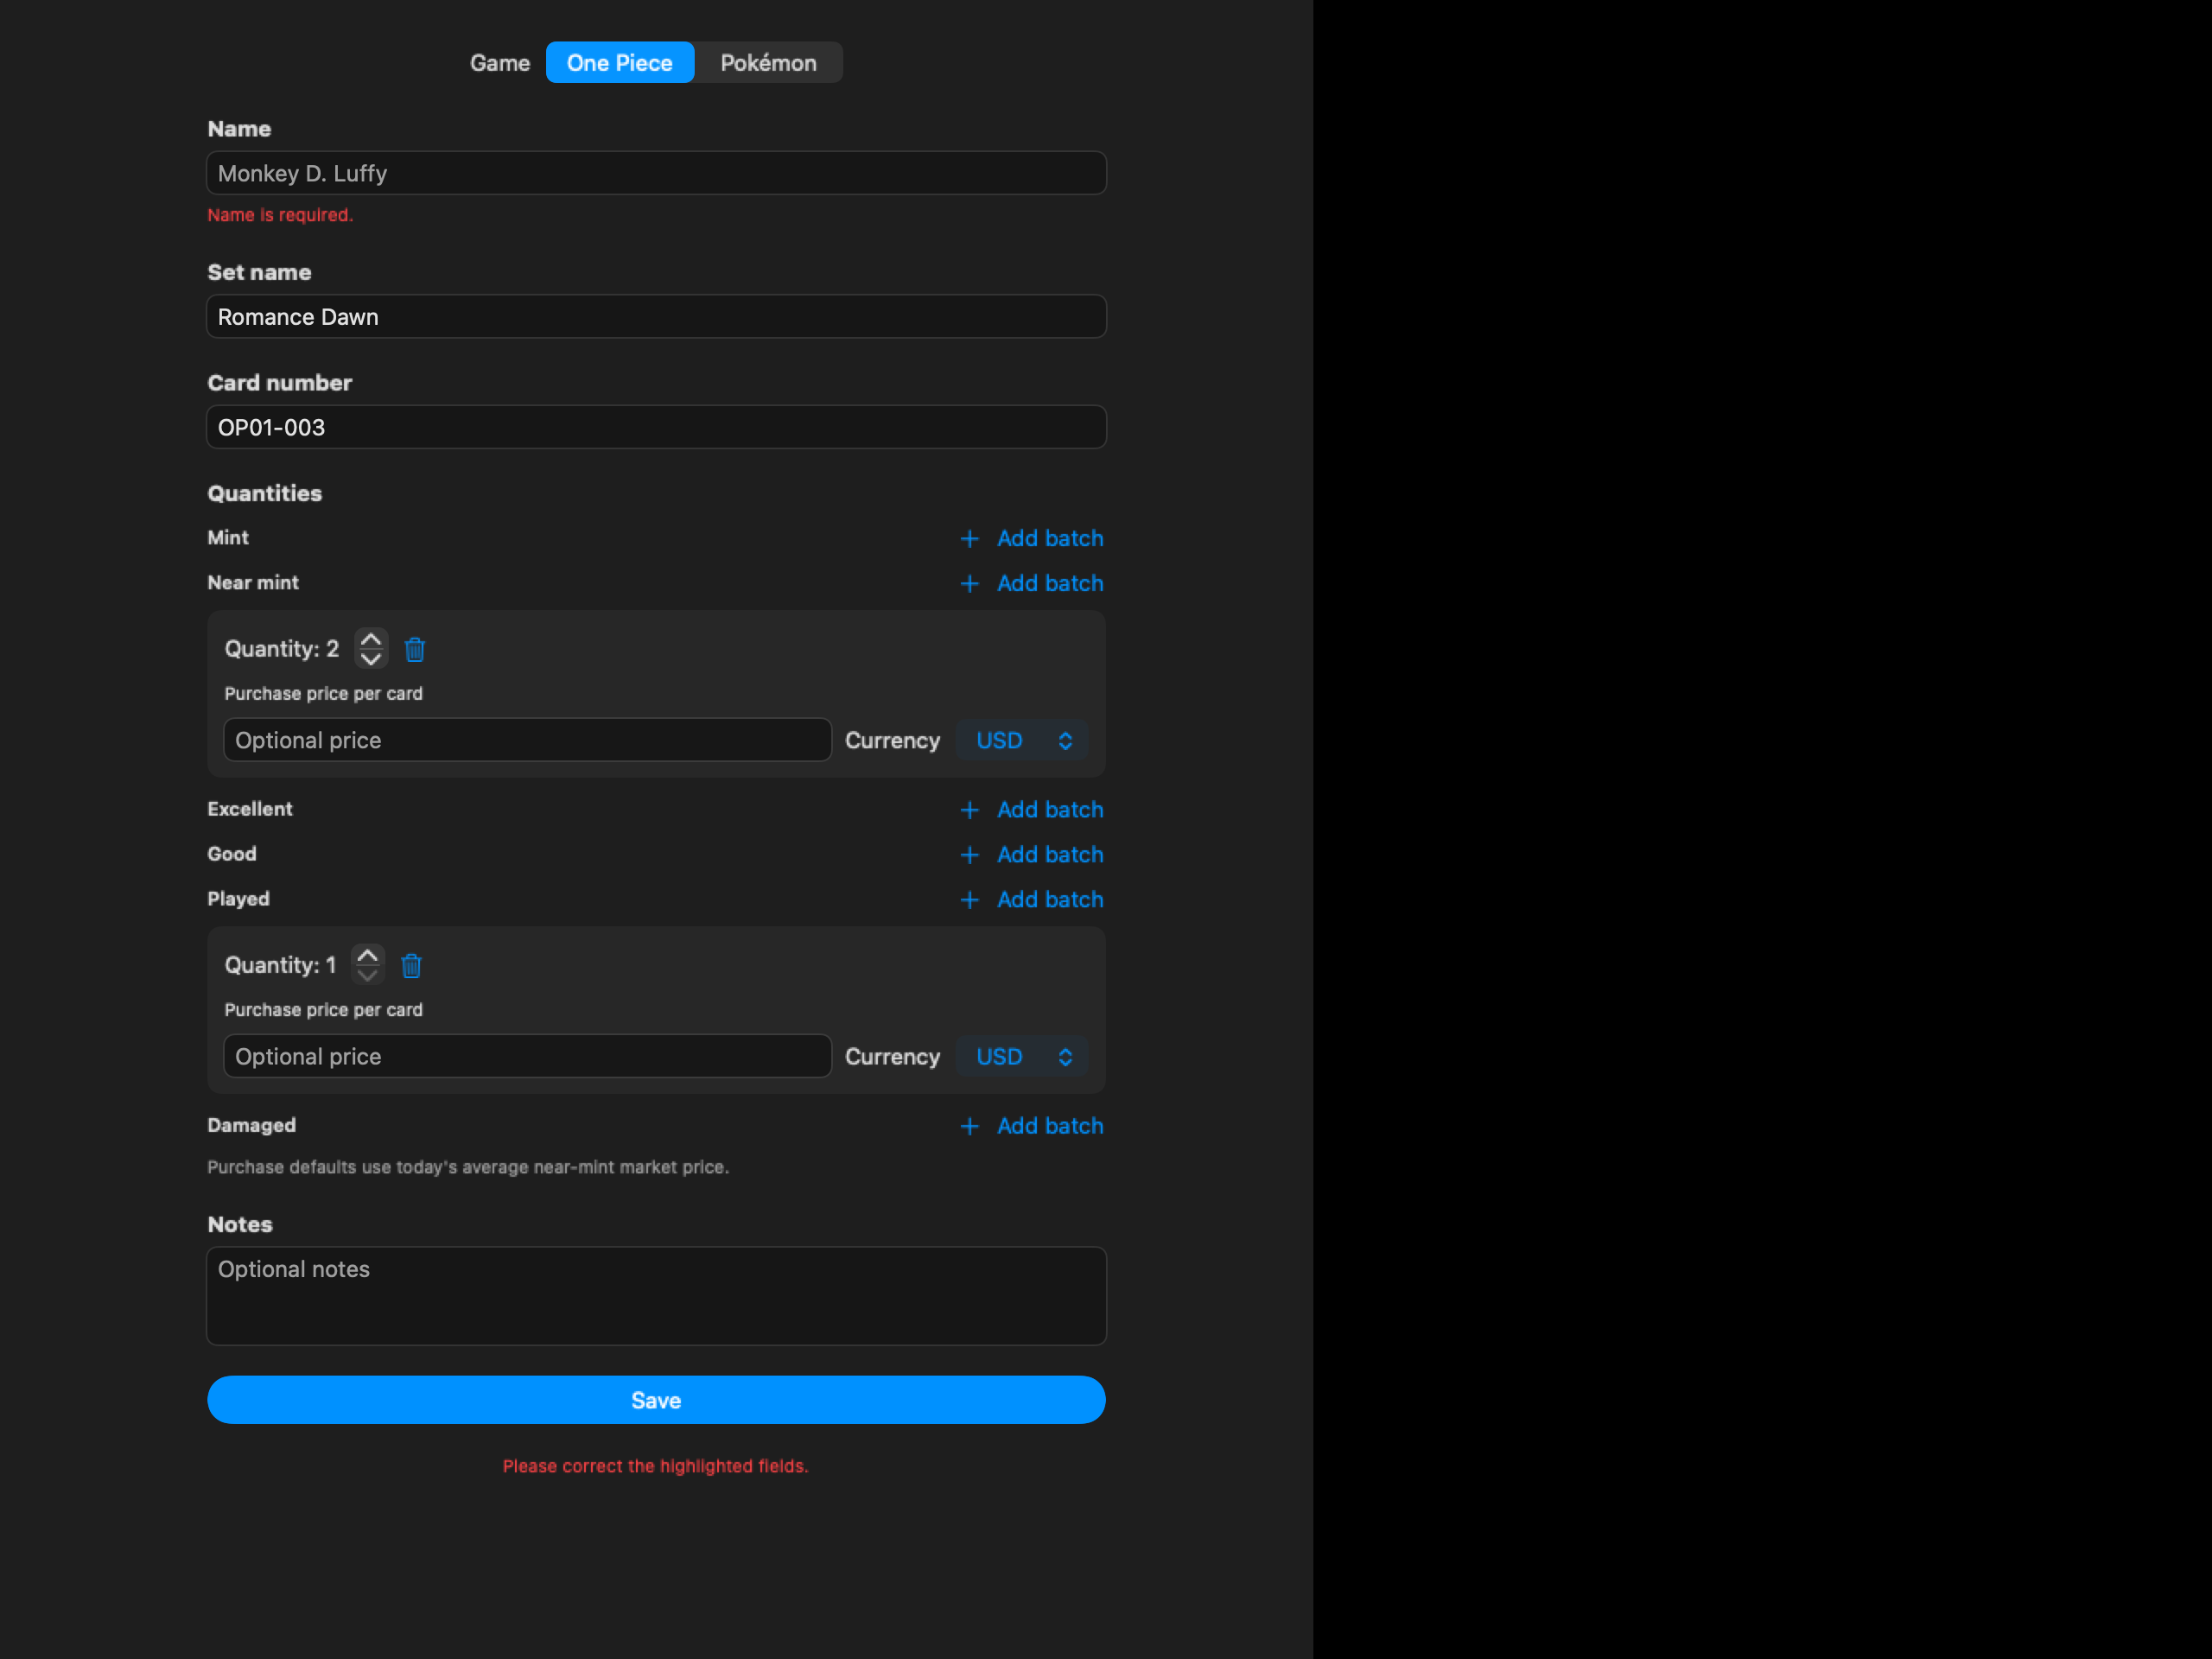 Game One Piece Pokémon
Name
Monkey D. Luffy
Name is required.
Set name
Romance Dawn
Card number
OP01-003
Quantities
Mint + Add batch
Near mint + Add batch
Quantity: 2
Purchase price per card
Optional price Currency USD
Excellent + Add batch
Good + Add batch
Played + Add batch
Quantity: 1
Purchase price per card
Optional price Currency USD
Damaged + Add batch
Purchase defaults use today's average near-mint market price.
Notes
Optional notes
Save
Please correct the highlighted fields.